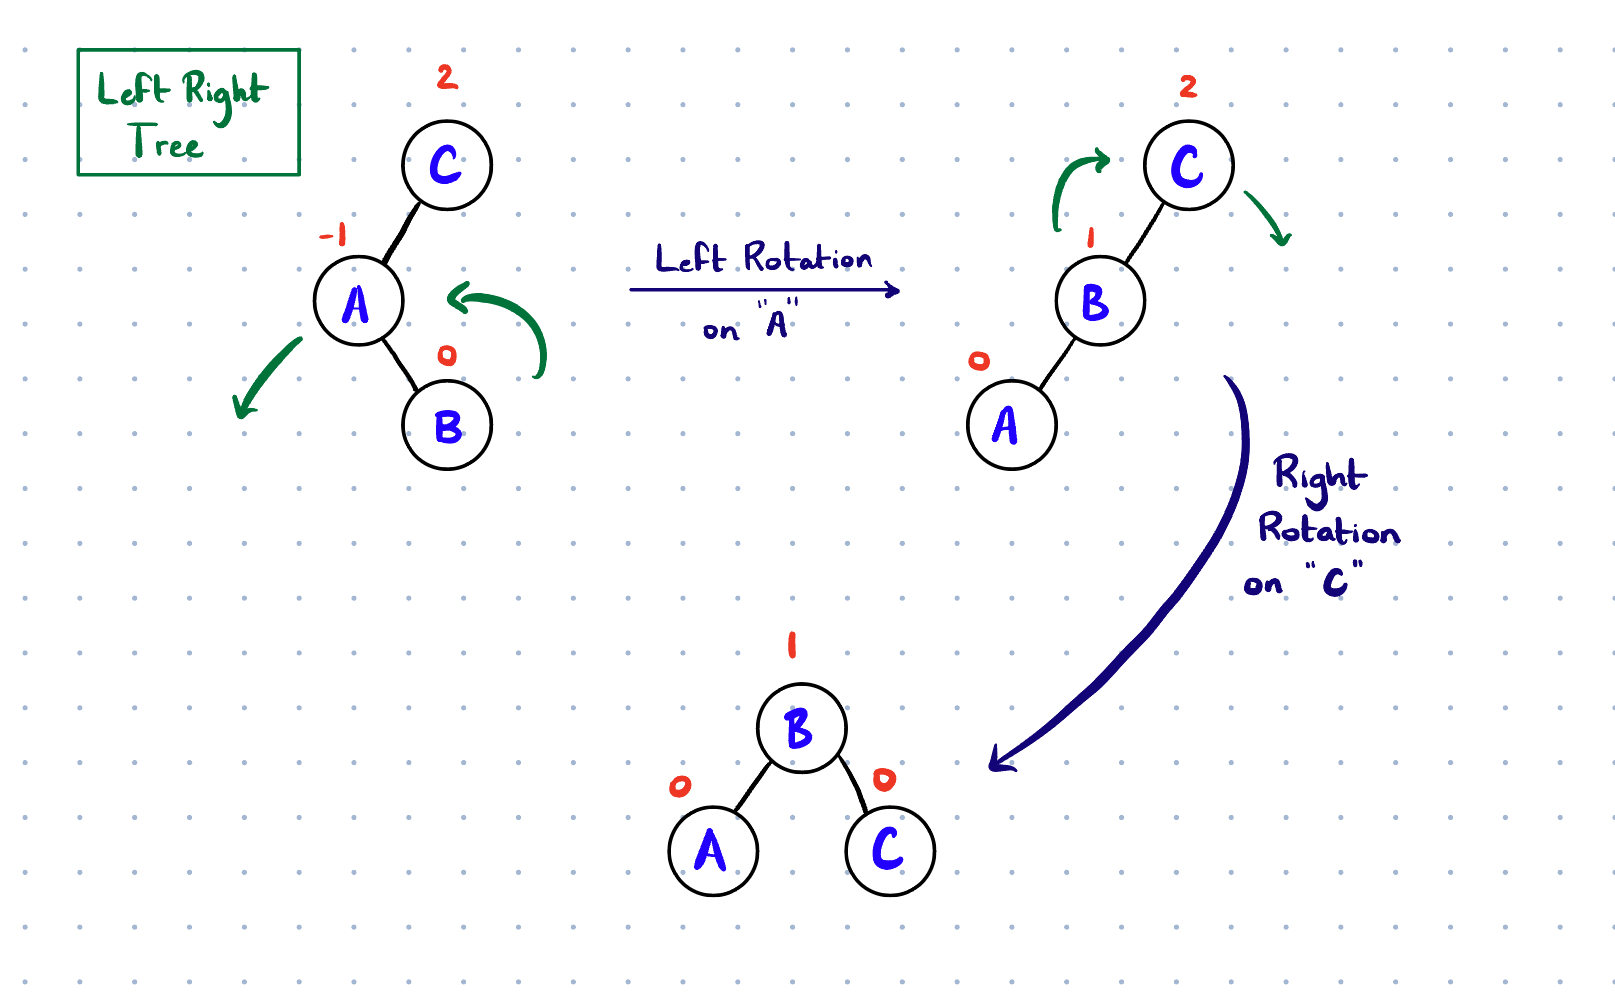 Left Right
Tree
2
C
-1
A
0
B
Left Rotation
on "A"
2
C
1
B
0
A
Right
Rotation
on "C"
1
B
0
A
0
C